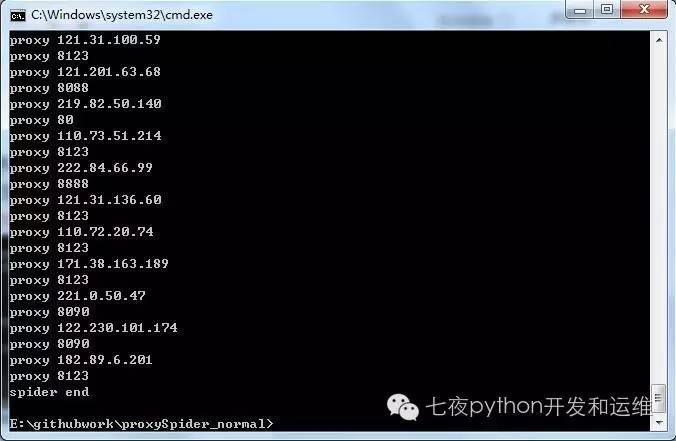 C:\Windows\system32\cmd.exe
proxy 121.31.100.59
proxy 8123
proxy 121.201.63.68
proxy 8088
proxy 219.82.50.140
proxy 80
proxy 110.73.51.214
proxy 8123
proxy 222.84.66.99
proxy 8888
proxy 121.31.136.60
proxy 8123
proxy 110.72.20.74
proxy 8123
proxy 171.38.163.189
proxy 8123
proxy 221.0.50.47
proxy 8090
proxy 122.230.101.174
proxy 8090
proxy 182.89.6.201
proxy 8123
spider end
七夜python开发和运维
E:\githubwork\proxySpider_normal>